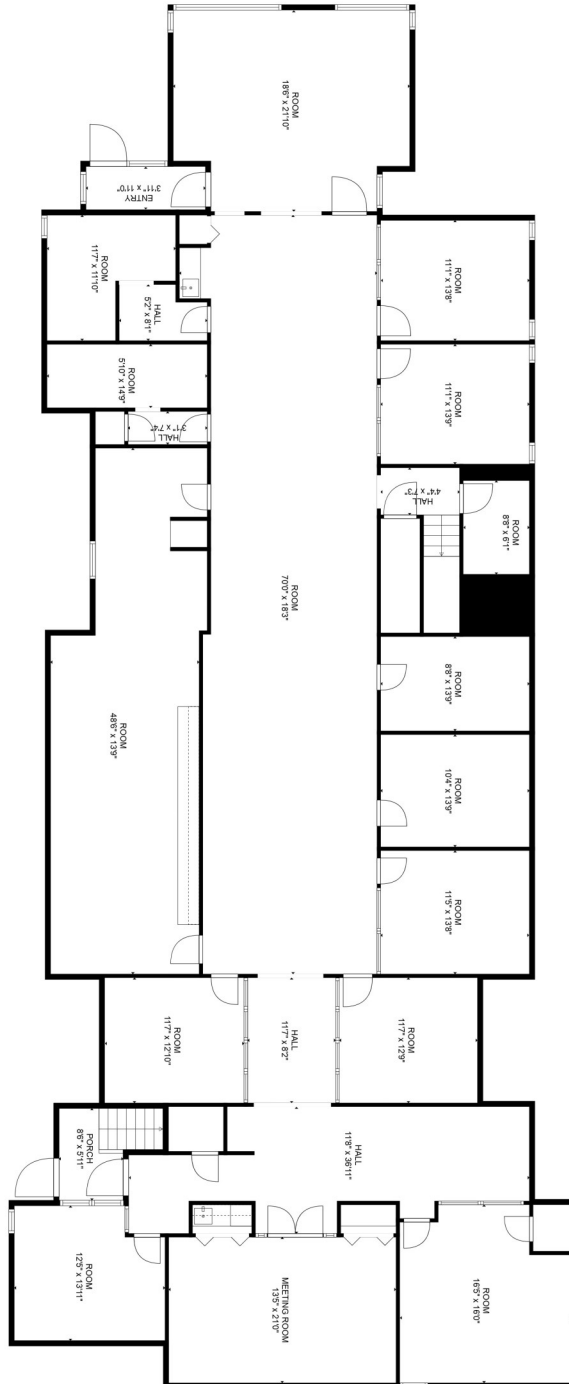 ROOM
18'6" x 21'10"
ENTRY
3'11" x 11'0"
ROOM
11'7" x 11'10"
HALL
5'2" x 8'1"
ROOM
11'1" x 13'8"
ROOM
5'10" x 14'9"
ROOM
11'1" x 13'9"
HALL
3'1" x 7'4"
HALL
4'4" x 7'3"
ROOM
8'8" x 6'1"
ROOM
70'0" x 18'3"
ROOM
8'8" x 13'9"
ROOM
48'6" x 13'9"
ROOM
10'4" x 13'9"
ROOM
11'5" x 13'8"
ROOM
11'7" x 12'10"
HALL
11'7" x 8'2"
ROOM
11'7" x 12'9"
PORCH
8'6" x 5'11"
HALL
11'8" x 36'11"
ROOM
12'5" x 13'11"
MEETING ROOM
13'5" x 21'0"
ROOM
16'5" x 16'0"